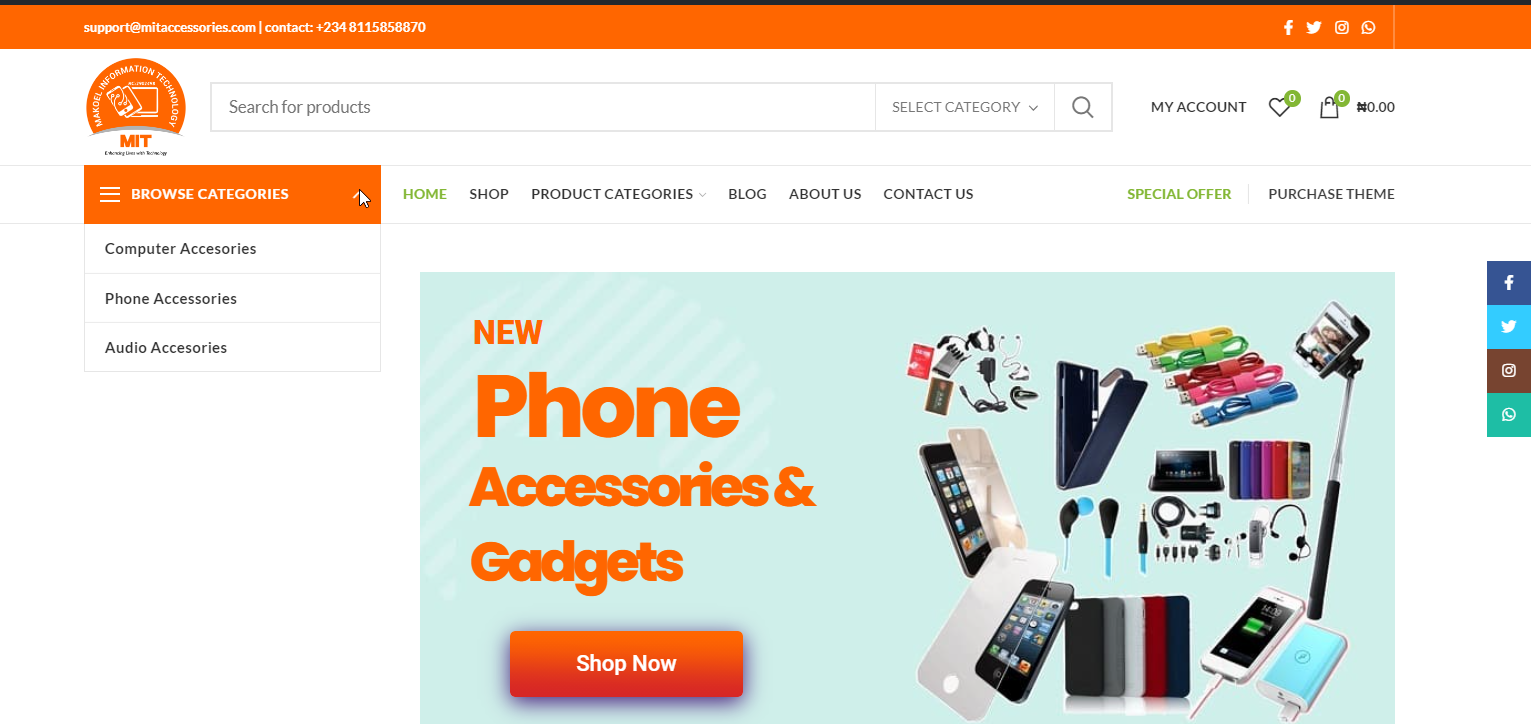 support@mitaccessories.com | contact: +234 8115858870
MAKOEL INFORMATION TECHNOLOGY
MIT
Enhancing Lives with Technology
Search for products
SELECT CATEGORY
MY ACCOUNT
0
0
₦0.00
BROWSE CATEGORIES
HOME
SHOP
PRODUCT CATEGORIES
BLOG
ABOUT US
CONTACT US
SPECIAL OFFER
PURCHASE THEME
Computer Accesories
Phone Accessories
Audio Accesories
NEW
Phone
Accessories &
Gadgets
Shop Now